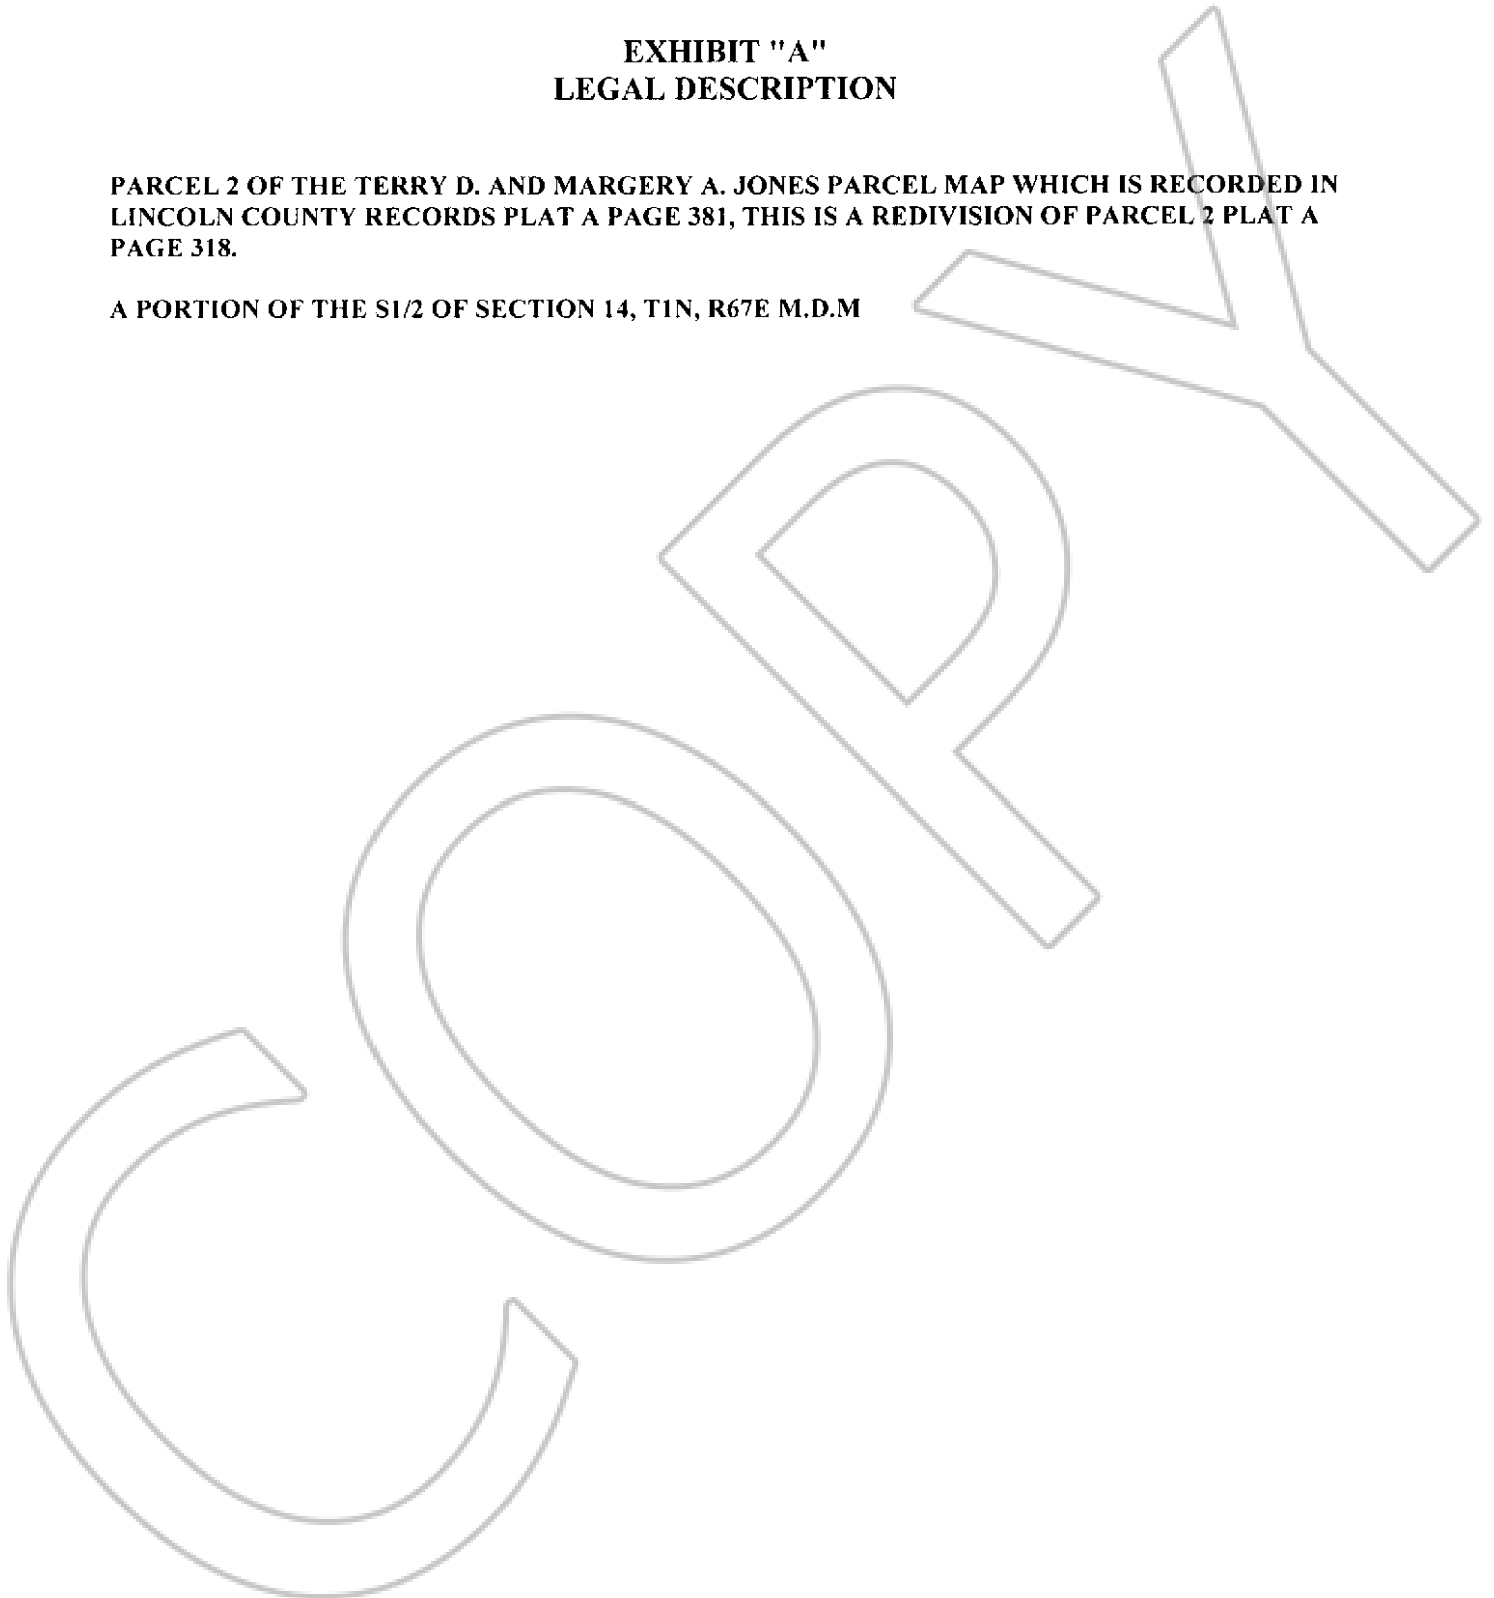 EXHIBIT "A"
LEGAL DESCRIPTION
PARCEL 2 OF THE TERRY D. AND MARGERY A. JONES PARCEL MAP WHICH IS RECORDED IN
LINCOLN COUNTY RECORDS PLAT A PAGE 381, THIS IS A REDIVISION OF PARCEL 2 PLAT A
PAGE 318.
A PORTION OF THE S1/2 OF SECTION 14, T1N, R67E M.D.M
COPY